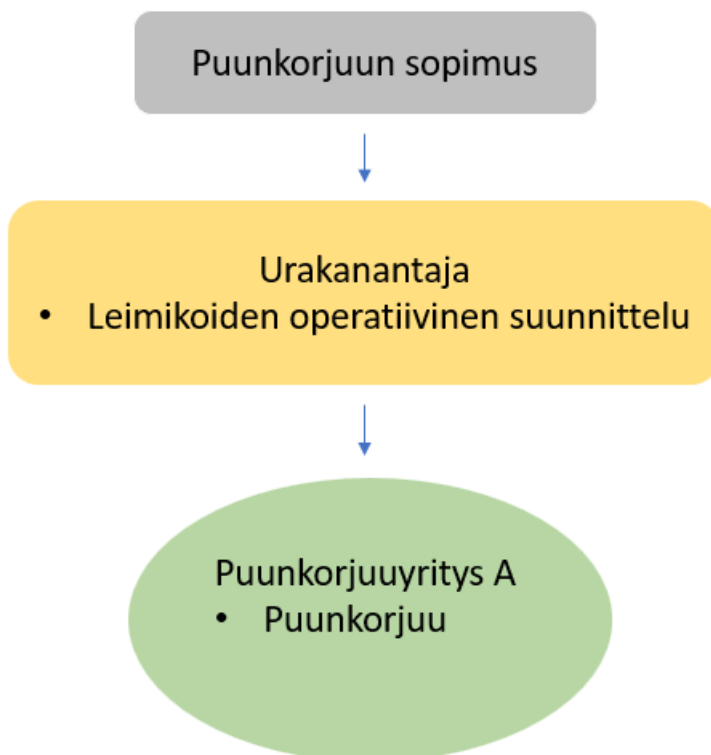 Puunkorjuun sopimus
Urakanantaja
• Leimikoiden operatiivinen suunnittelu
Puunkorjuuyritys A
• Puunkorjuu